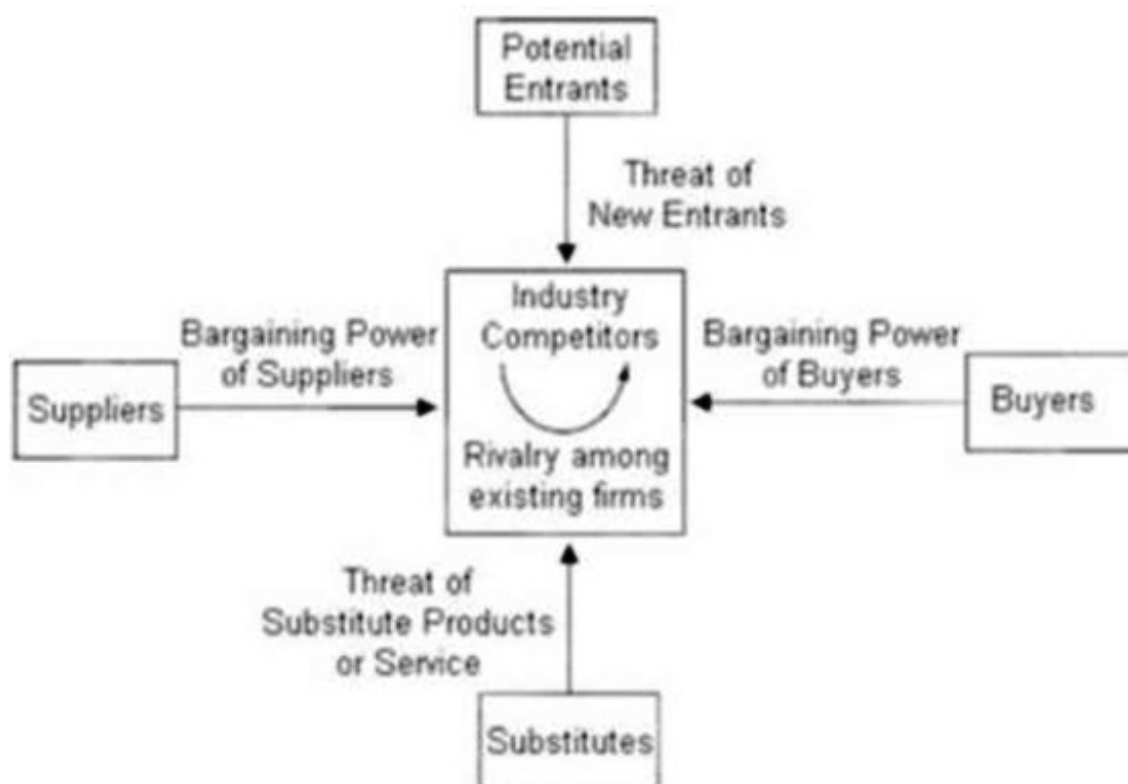 Potential
Entrants
Threat of
New Entrants
Industry
Competitors
Bargaining Power
of Suppliers
Bargaining Power
of Buyers
Suppliers
Buyers
Rivalry among
existing firms
Threat of
Substitute Products
or Service
Substitutes